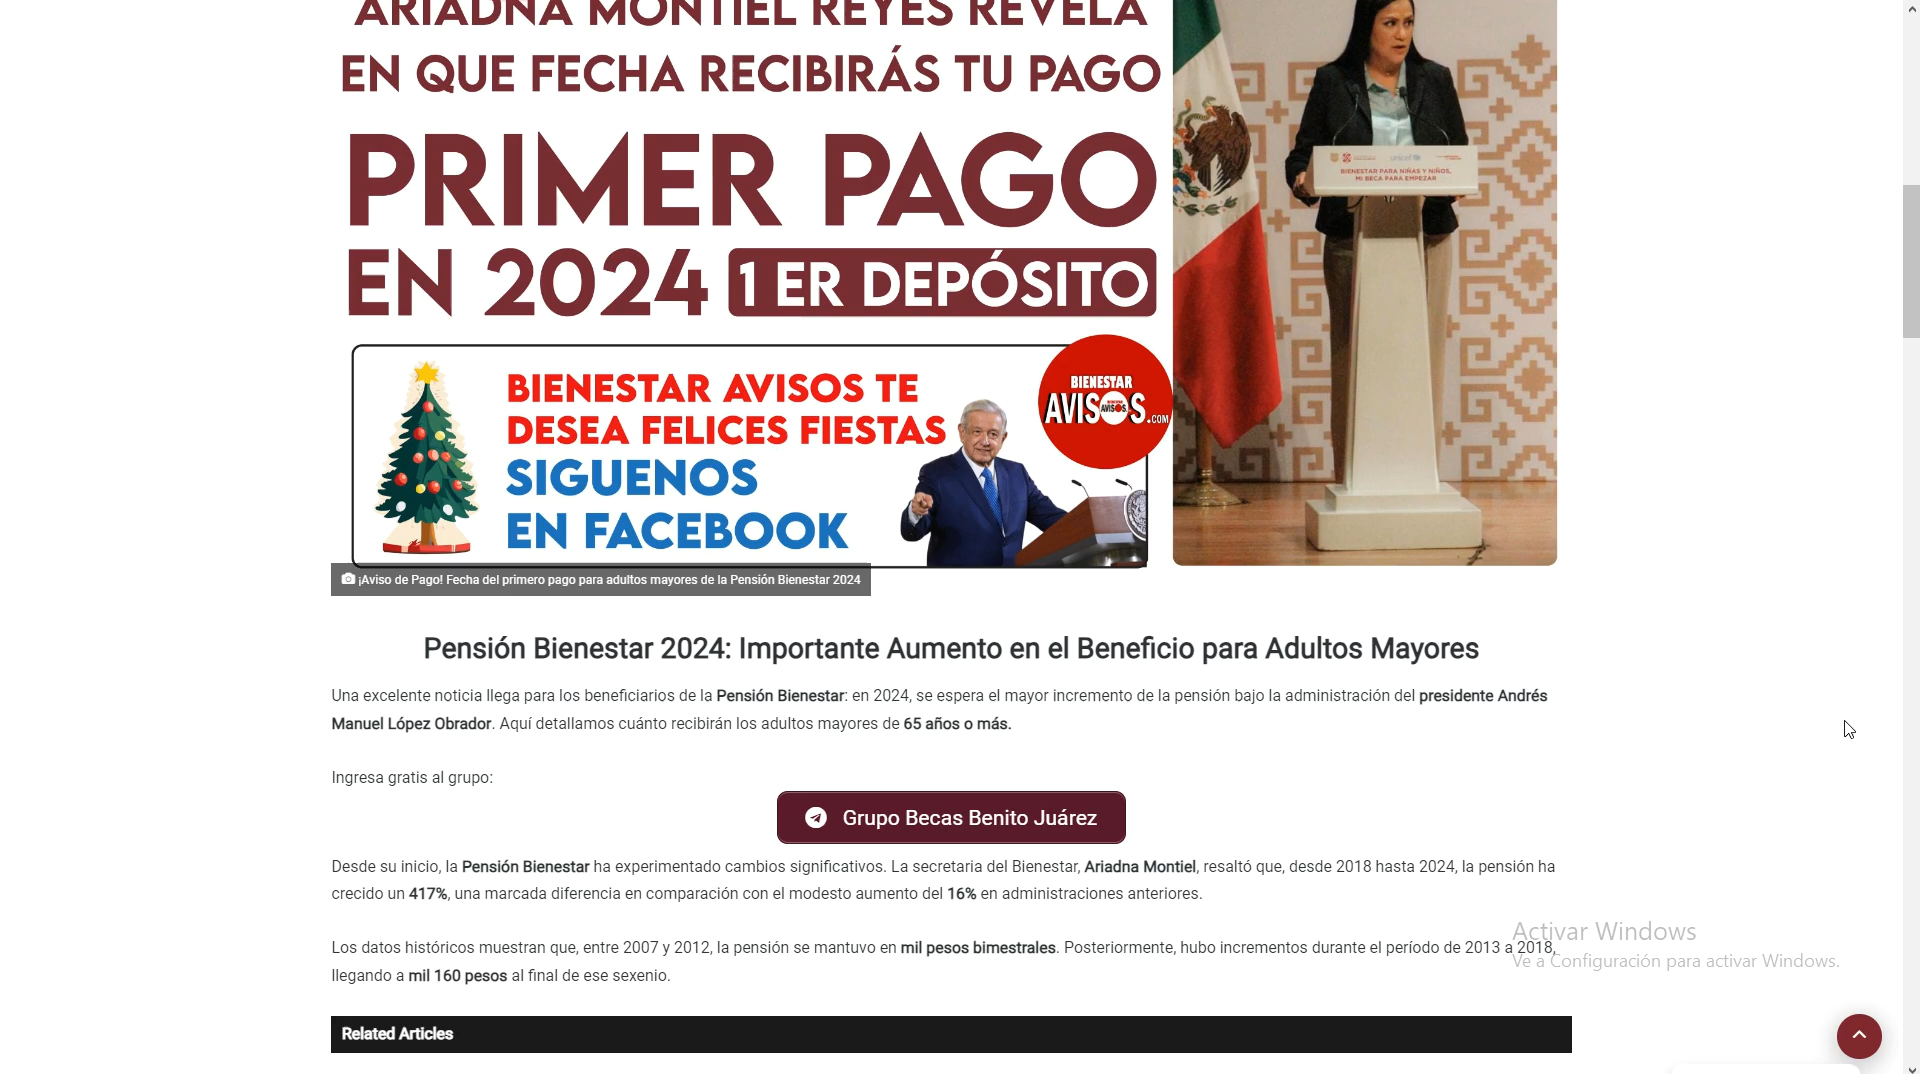 ARIADNA MONTIEL REYES REVELA
EN QUE FECHA RECIBIRÁS TU PAGO
PRIMER PAGO
EN 2024 1 ER DEPÓSITO
BIENESTAR AVISOS TE
DESEA FELICES FIESTAS
SIGUENOS
EN FACEBOOK
BIENESTAR
AVISOS.COM
unicef
BIENESTAR PARA NIÑAS Y NIÑOS,
MI BECA PARA EMPEZAR
¡Aviso de Pago! Fecha del primero pago para adultos mayores de la Pensión Bienestar 2024
Pensión Bienestar 2024: Importante Aumento en el Beneficio para Adultos Mayores
Una excelente noticia llega para los beneficiarios de la Pensión Bienestar: en 2024, se espera el mayor incremento de la pensión bajo la administración del presidente Andrés
Manuel López Obrador. Aquí detallamos cuánto recibirán los adultos mayores de 65 años o más.
Ingresa gratis al grupo:
Grupo Becas Benito Juárez
Desde su inicio, la Pensión Bienestar ha experimentado cambios significativos. La secretaria del Bienestar, Ariadna Montiel, resaltó que, desde 2018 hasta 2024, la pensión ha
crecido un 417%, una marcada diferencia en comparación con el modesto aumento del 16% en administraciones anteriores.
Los datos históricos muestran que, entre 2007 y 2012, la pensión se mantuvo en mil pesos bimestrales. Posteriormente, hubo incrementos durante el período de 2013 a 2018,
llegando a mil 160 pesos al final de ese sexenio.
Activar Windows
Ve a Configuración para activar Windows.
Related Articles